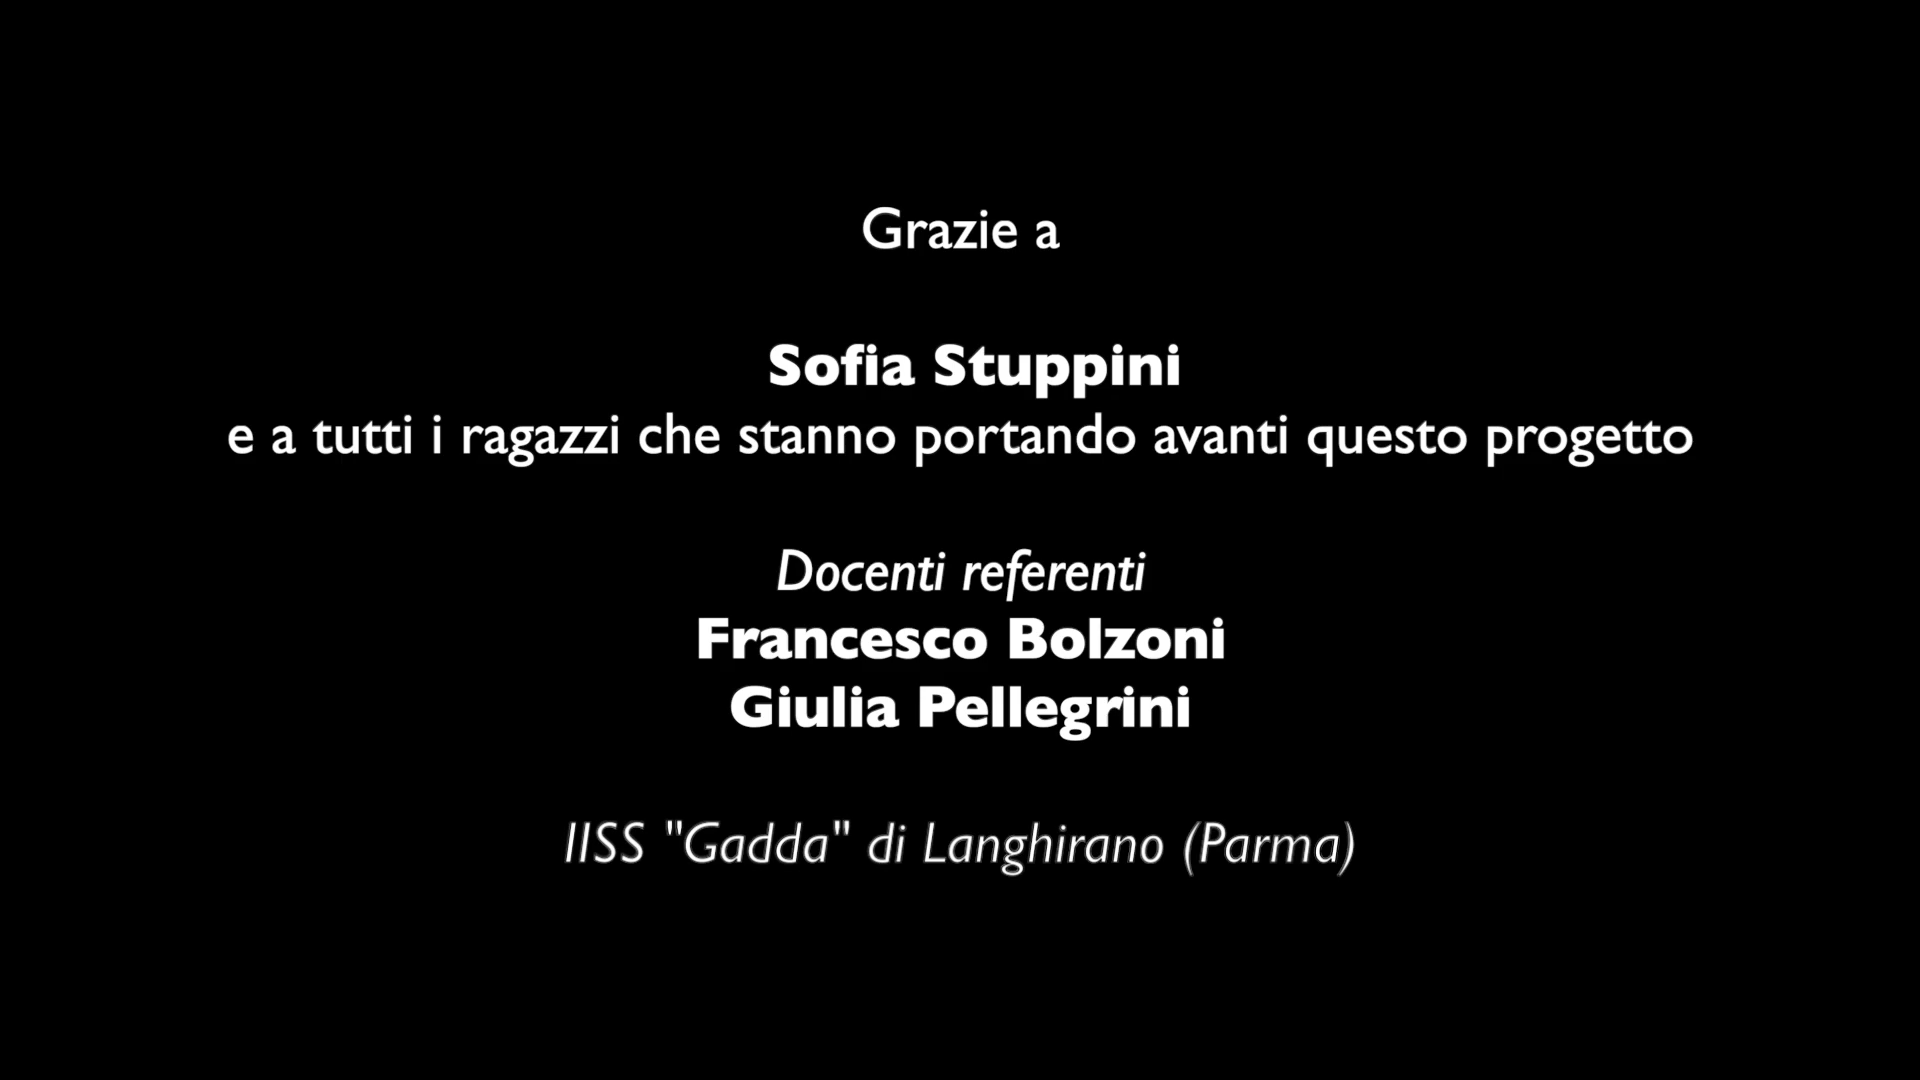 Grazie a
Sofia Stuppini
e a tutti i ragazzi che stanno portando avanti questo progetto
Docenti referenti
Francesco Bolzoni
Giulia Pellegrini
IISS "Gadda" di Langhirano (Parma)